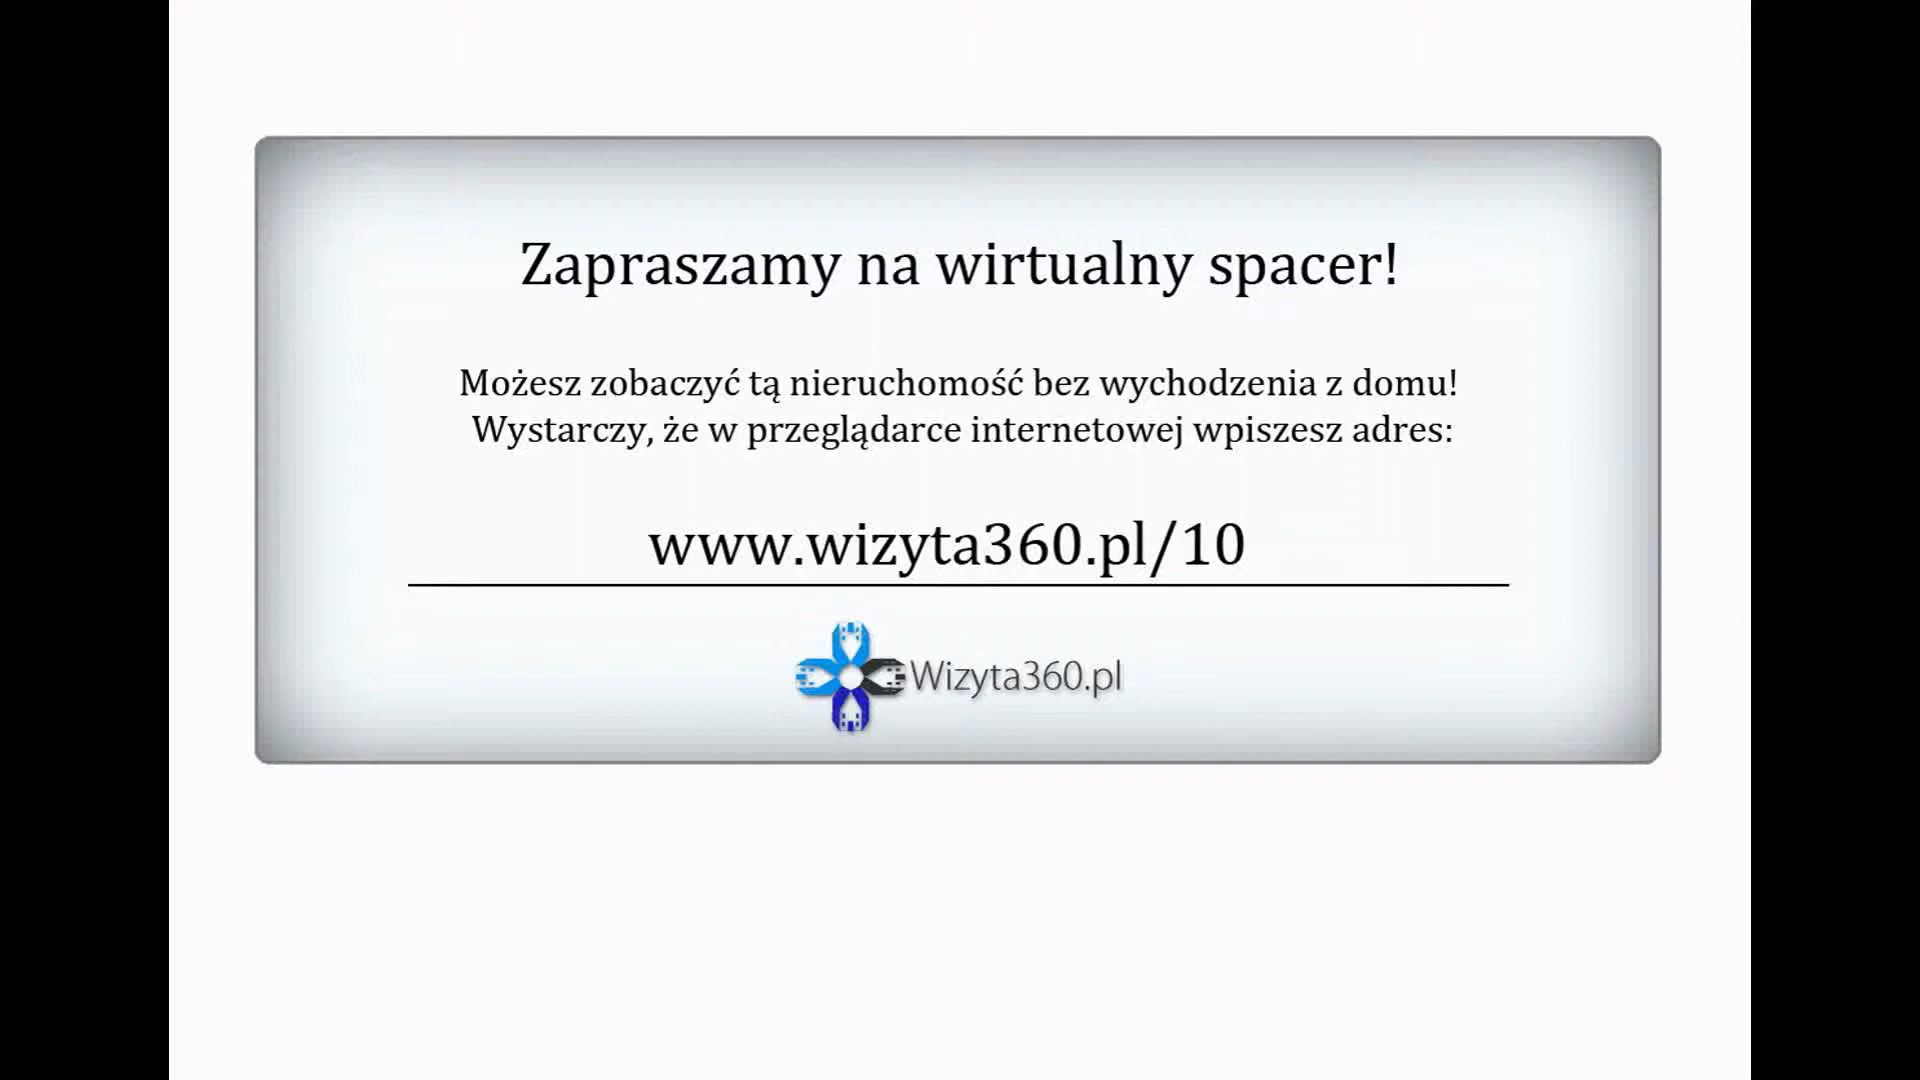 Zapraszamy na wirtualny spacer!
Możesz zobaczyć tą nieruchomość bez wychodzenia z domu!
Wystarczy, że w przeglądarce internetowej wpiszesz adres:
www.wizyta360.pl/10
Wizyta360.pl